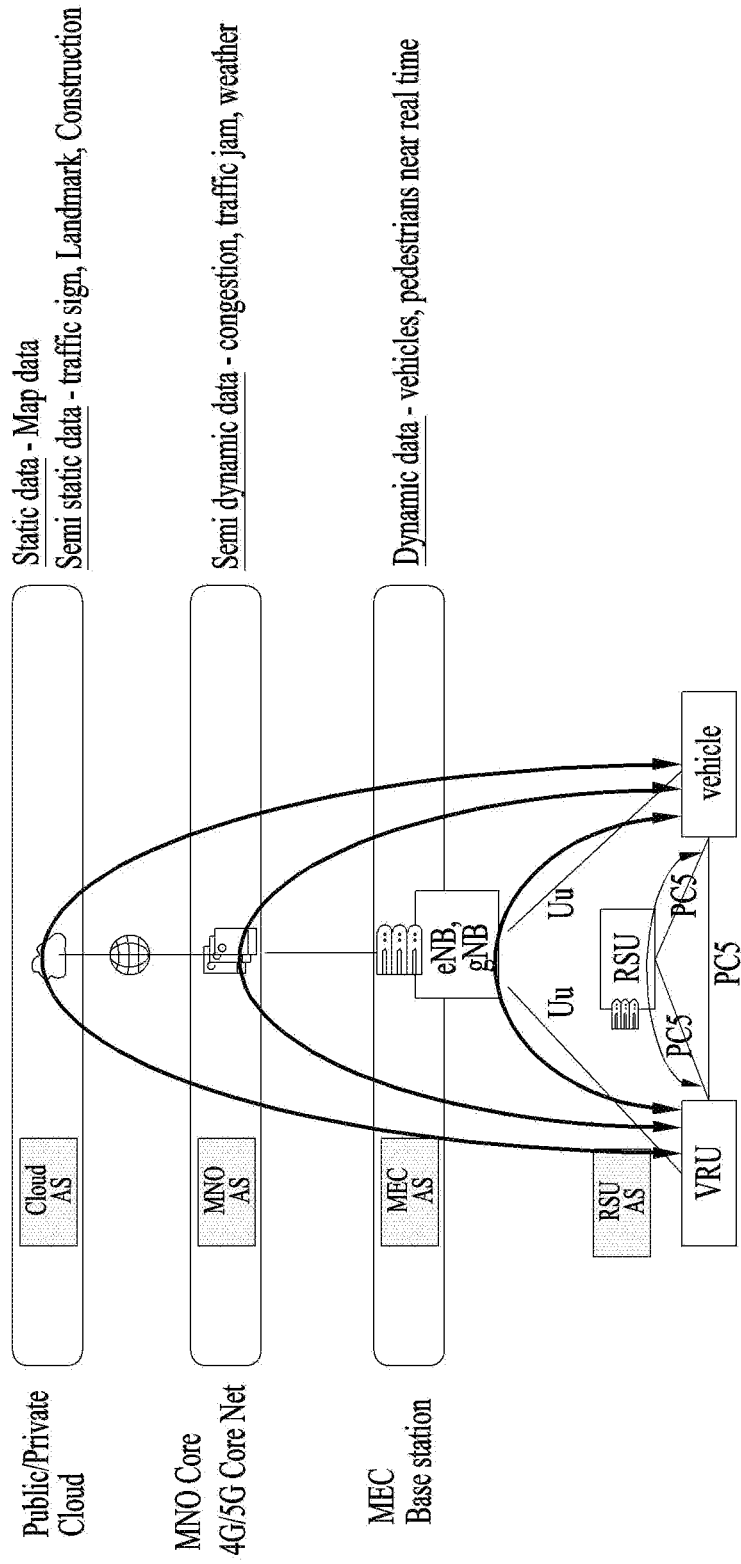 Public/Private
Cloud
Cloud
AS
Static data - Map data
Semi static data - traffic sign, Landmark, Construction
MNO Core
4G/5G Core Net
MNO
AS
Semi dynamic data - congestion, traffic jam, weather
MEC
Base station
MEC
AS
eNB,
gNB
Dynamic data - vehicles, pedestrians near real time
Uu
Uu
RSU
AS
RSU
PC5
PC5
VRU
PC5
vehicle